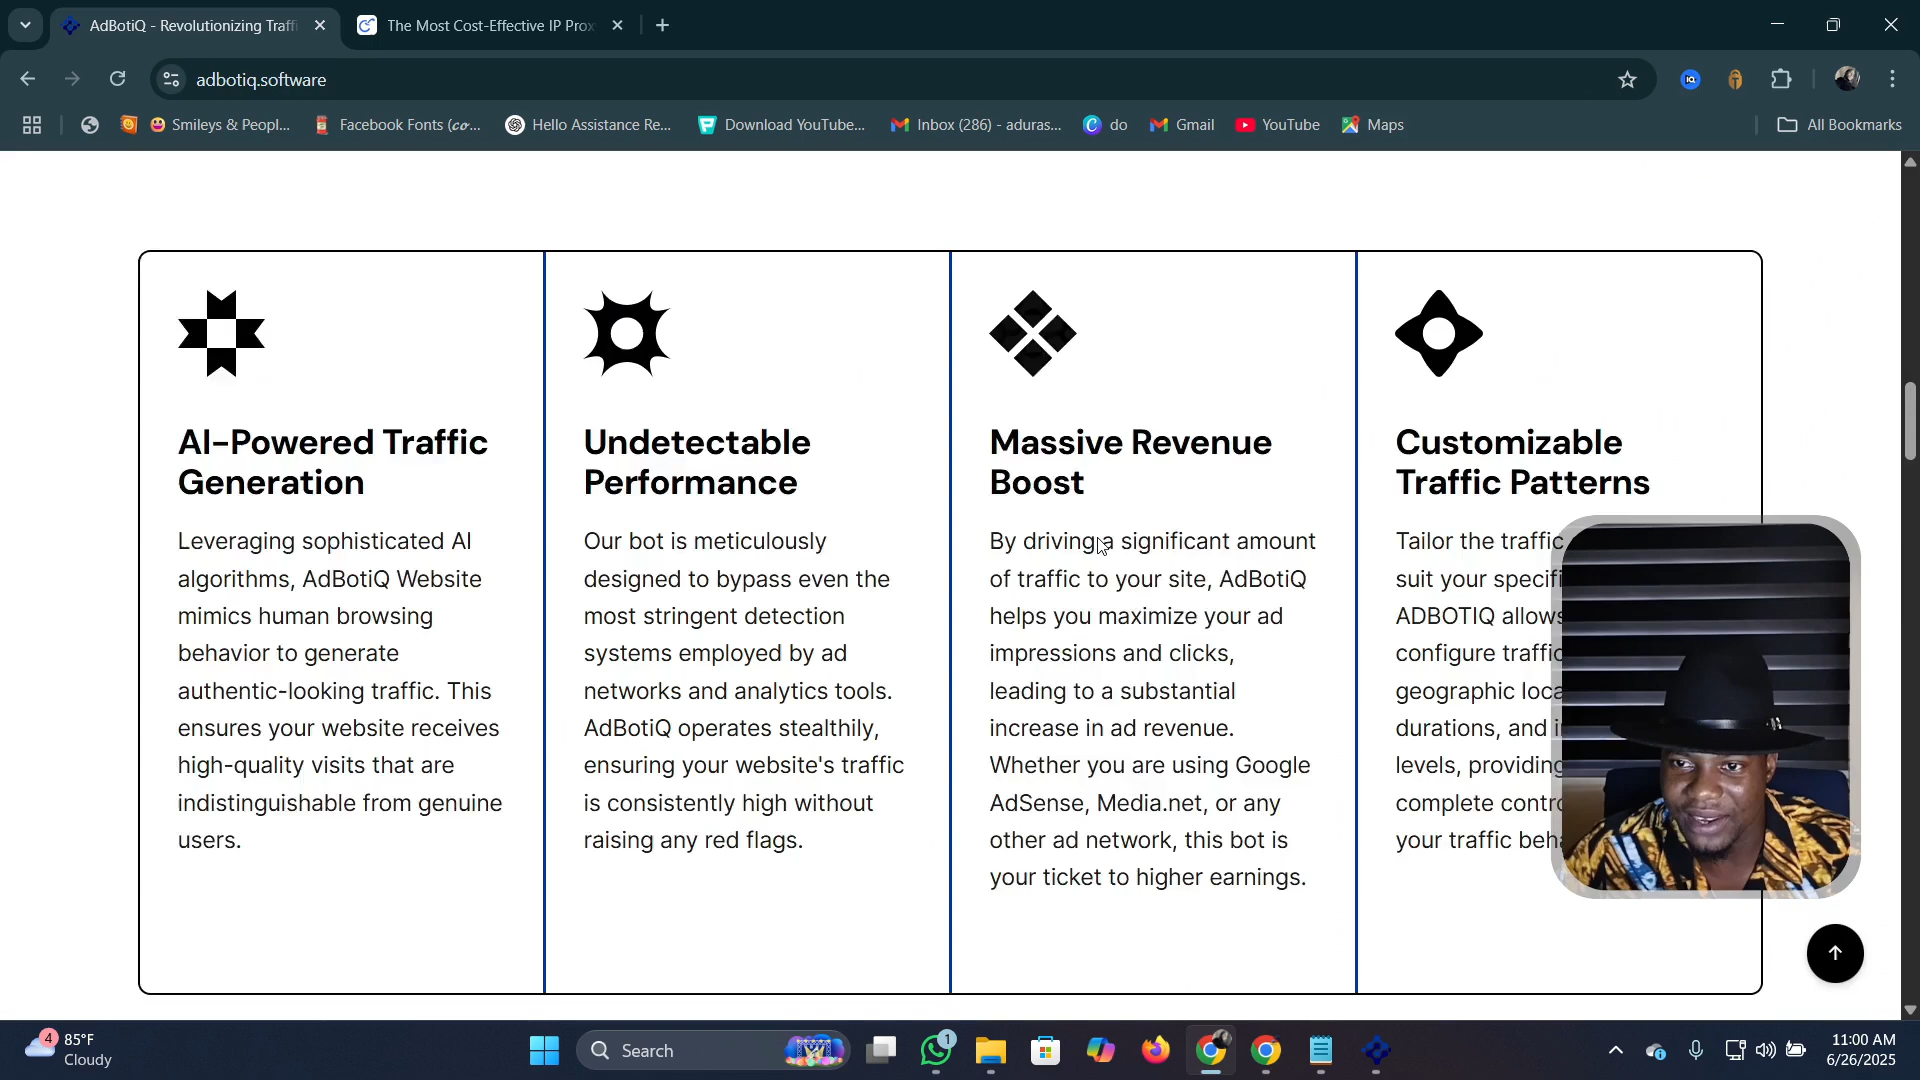 AdBotiQ - Revolutionizing Traffi
The Most Cost-Effective IP Prox
adbotiq.software
Smileys & Peopl...
Facebook Fonts (𝓬𝓸...
Hello Assistance Re...
Download YouTube...
Inbox (286) - aduras...
do
Gmail
YouTube
Maps
All Bookmarks
AI-Powered Traffic
Generation
Leveraging sophisticated AI
algorithms, AdBotiQ Website
mimics human browsing
behavior to generate
authentic-looking traffic. This
ensures your website receives
high-quality visits that are
indistinguishable from genuine
users.
Undetectable
Performance
Our bot is meticulously
designed to bypass even the
most stringent detection
systems employed by ad
networks and analytics tools.
AdBotiQ operates stealthily,
ensuring your website's traffic
is consistently high without
raising any red flags.
Massive Revenue
Boost
By driving a significant amount
of traffic to your site, AdBotiQ
helps you maximize your ad
impressions and clicks,
leading to a substantial
increase in ad revenue.
Whether you are using Google
AdSense, Media.net, or any
other ad network, this bot is
your ticket to higher earnings.
Customizable
Traffic Patterns
Tailor the traffic
suit your specifi
ADBOTIQ allows
configure traffic
geographic loca
durations, and i
levels, providing
complete contro
your traffic beha
4
85°F
Cloudy
Search
1
11:00 AM
6/26/2025